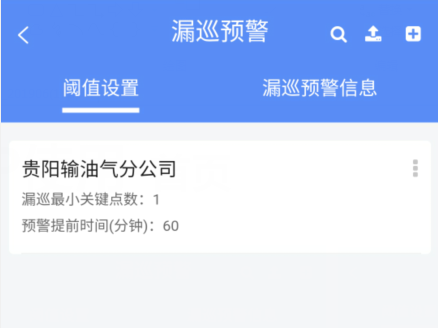 漏巡预警
阈值设置 漏巡预警信息
贵阳输油气分公司
漏巡最小关键点数：1
预警提前时间(分钟)：60